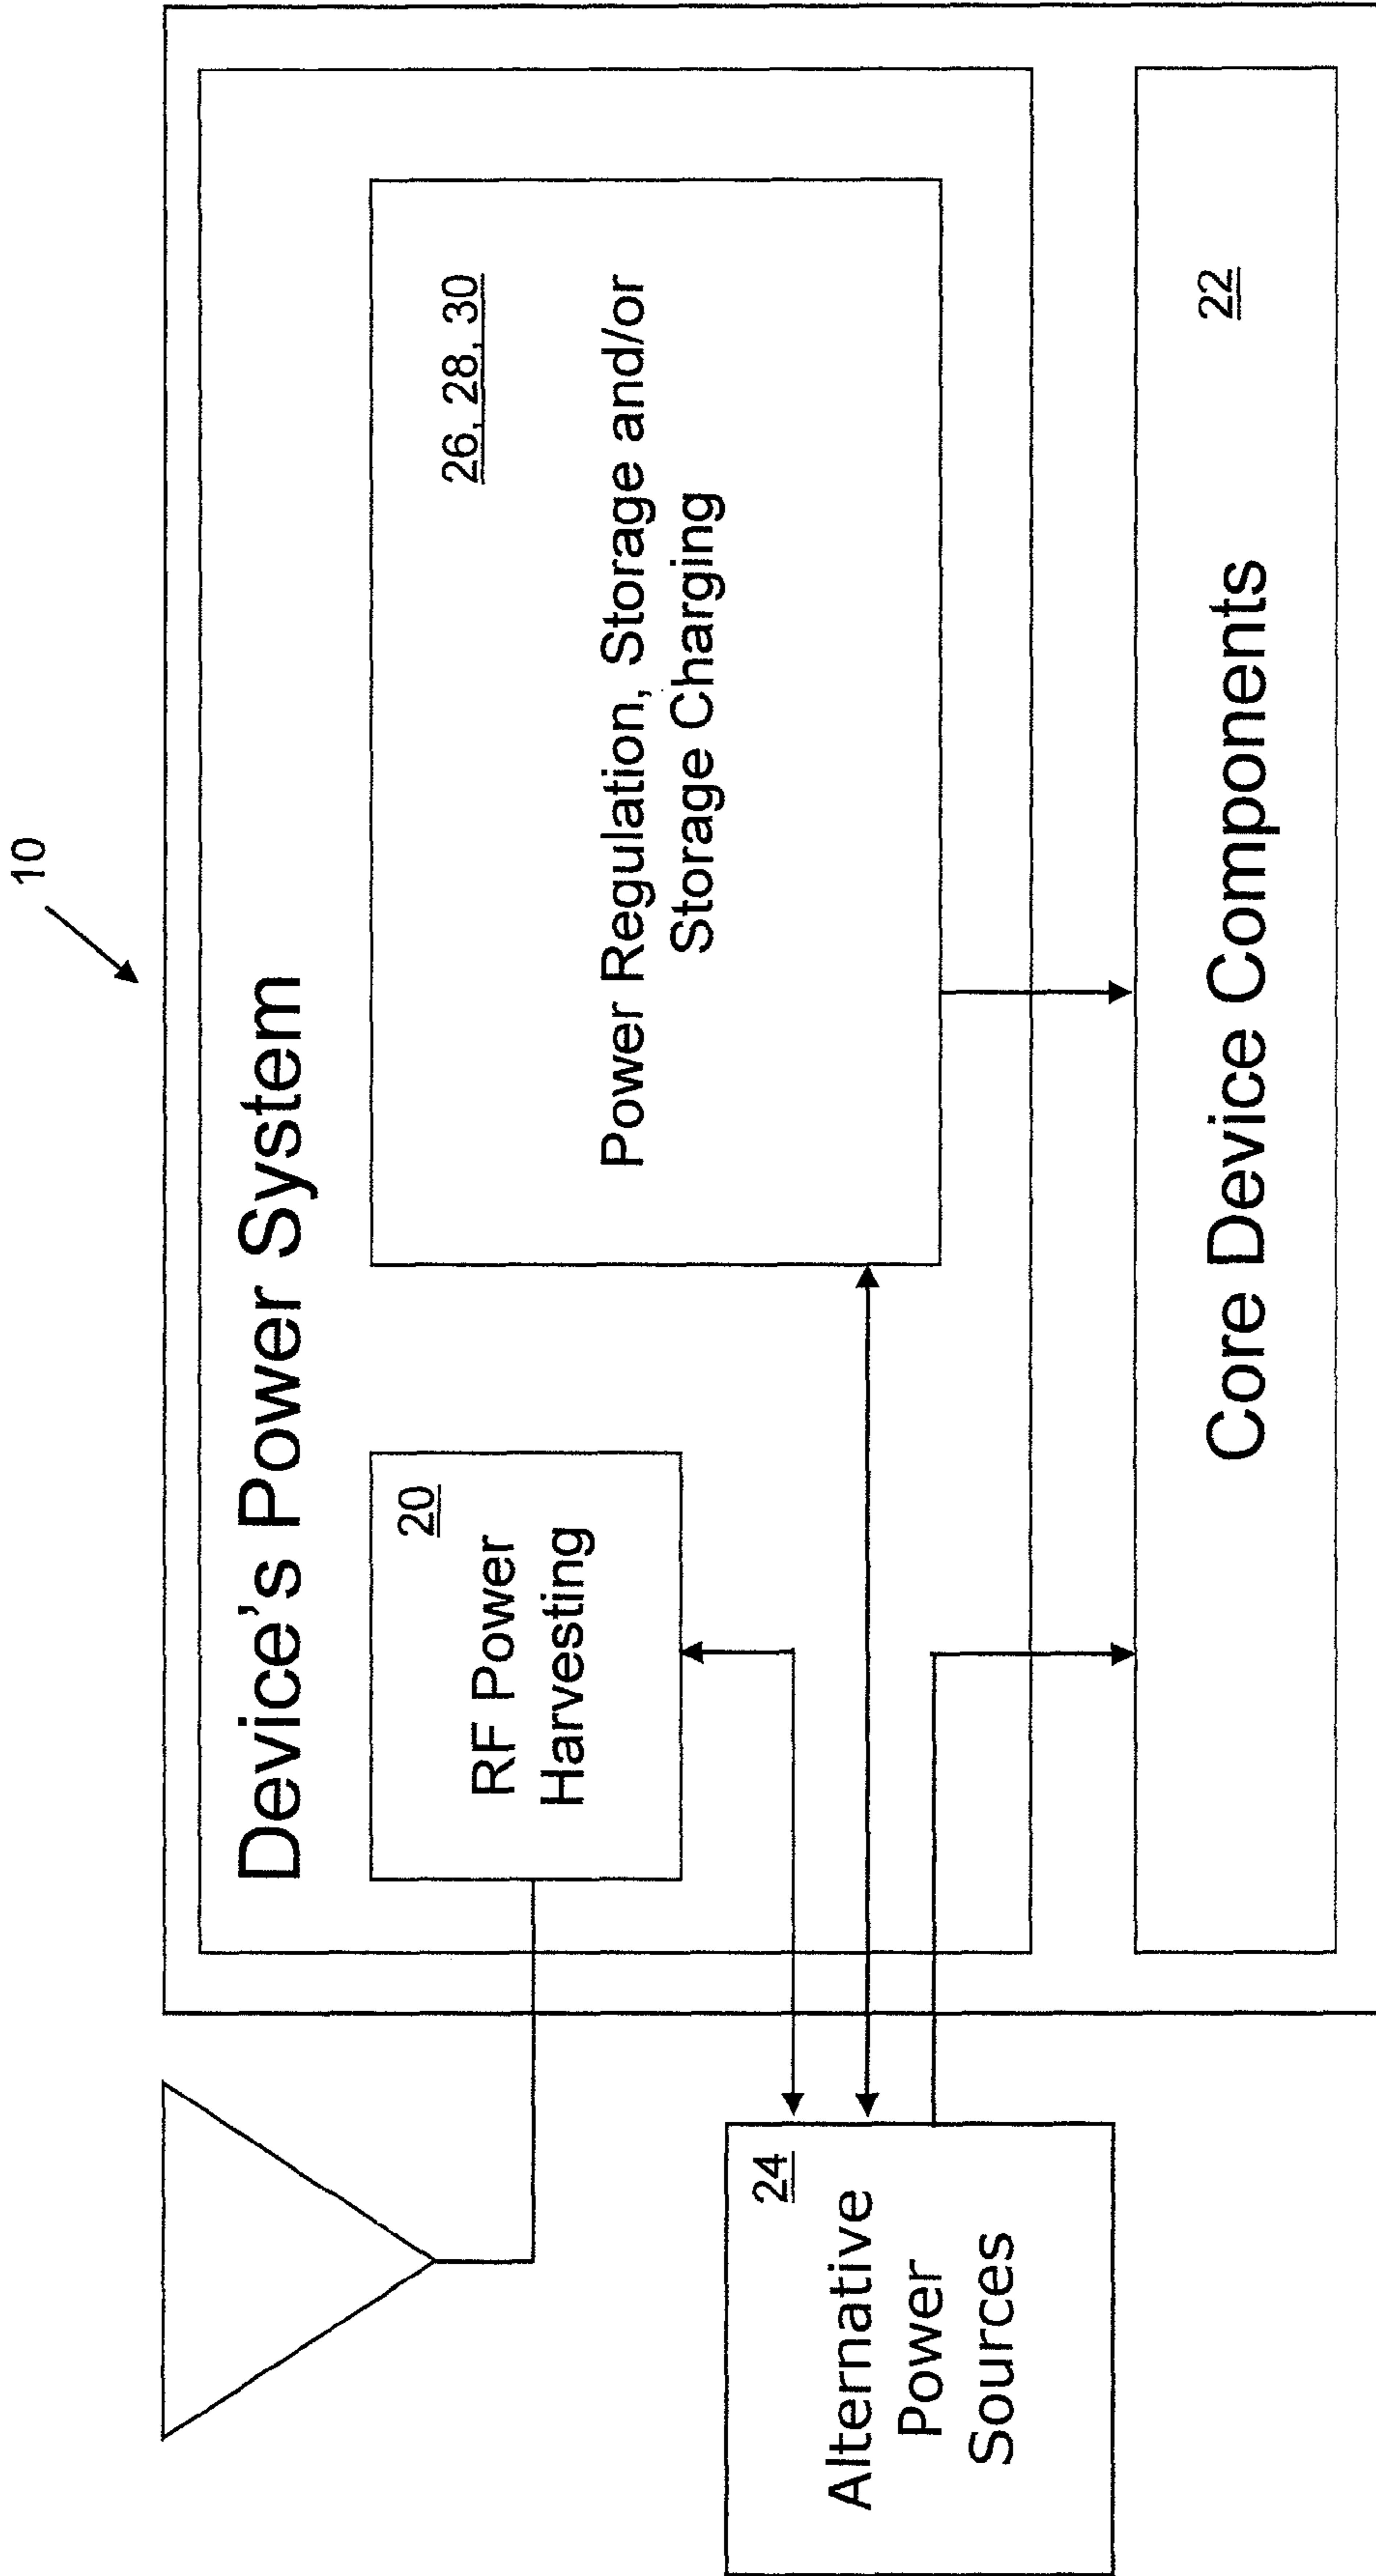 10
Device's Power System
20
RF Power
Harvesting
26, 28, 30
Power Regulation, Storage and/or
Storage Charging
24
Alternative
Power
Sources
22
Core Device Components